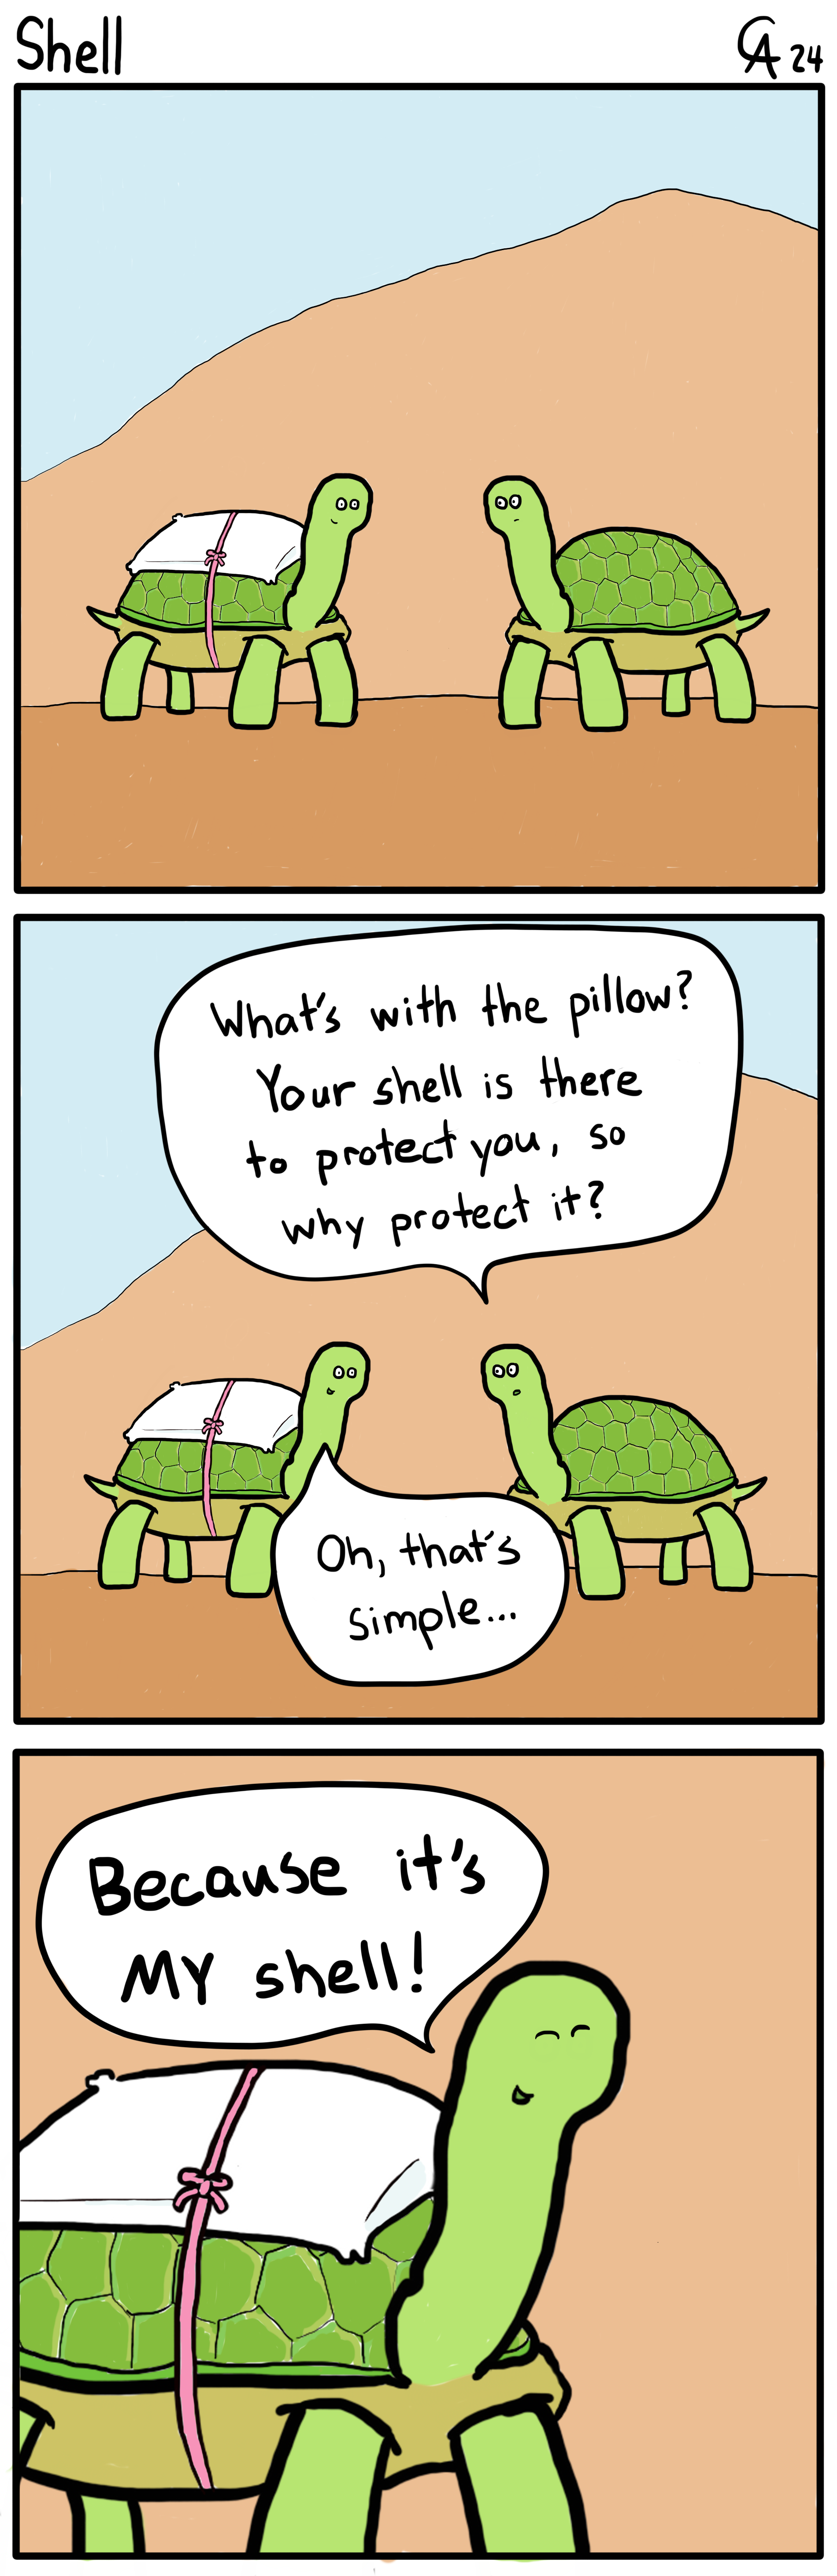 Shell
CA 24
What's with the pillow?
Your shell is there
to protect you, so
why protect it?
Oh, that's
simple...
Because it's
MY shell!